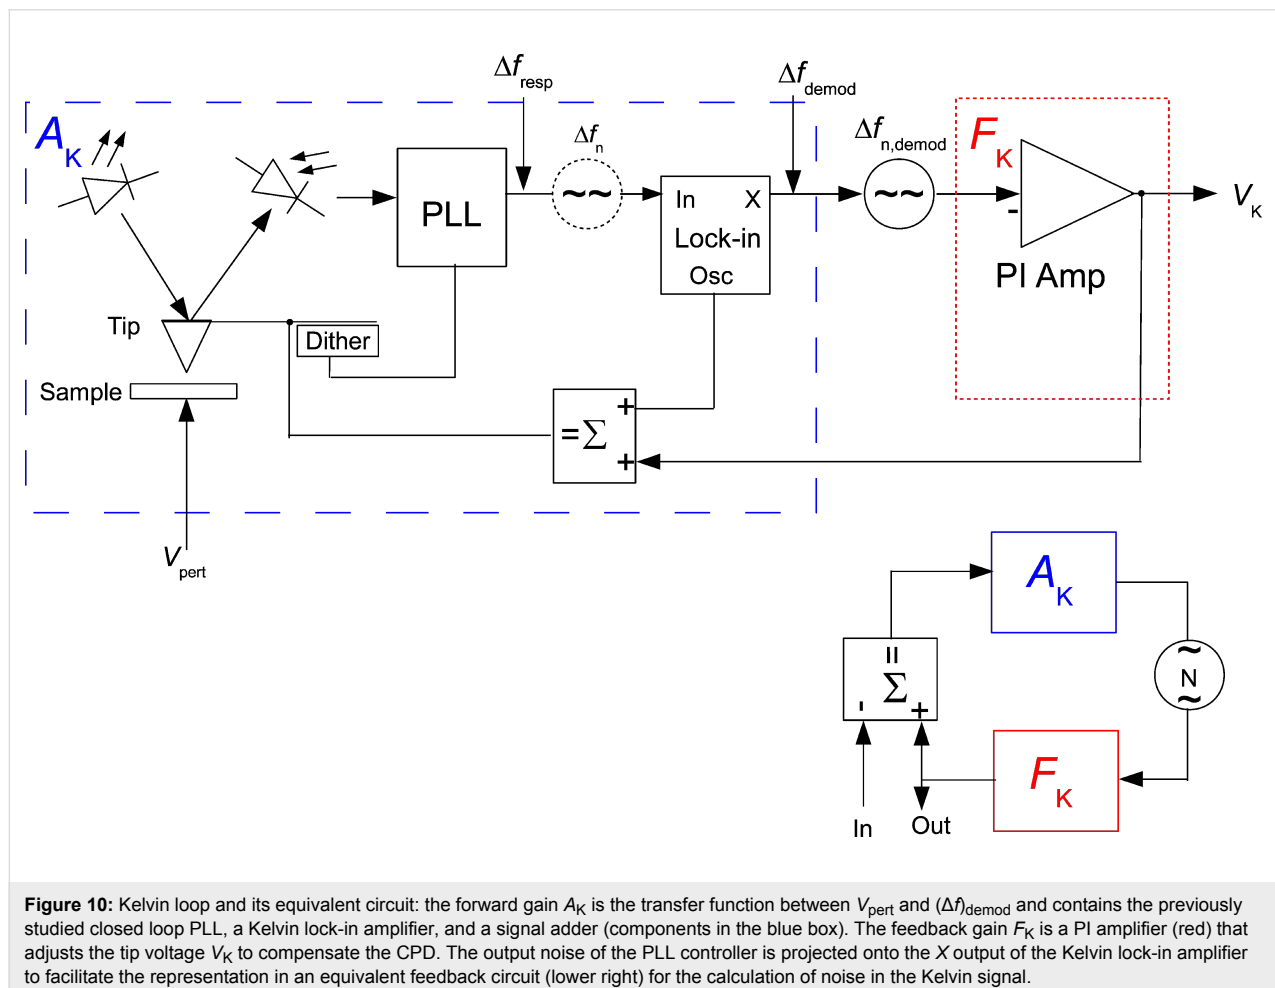 Δf resp
Δf demod
A K
Δf n
Δf n,demod
F K
PLL
~~
In X
Lock-in
Osc
~~
-
PI Amp
V K
Tip
Dither
Sample
=Σ
+
+
V pert
A K
= Σ
- +
~
N
~
F K
In
Out
Figure 10: Kelvin loop and its equivalent circuit: the forward gain A K is the transfer function between V pert and (Δf) demod and contains the previously
studied closed loop PLL, a Kelvin lock-in amplifier, and a signal adder (components in the blue box). The feedback gain F K is a PI amplifier (red) that
adjusts the tip voltage V K to compensate the CPD. The output noise of the PLL controller is projected onto the X output of the Kelvin lock-in amplifier
to facilitate the representation in an equivalent feedback circuit (lower right) for the calculation of noise in the Kelvin signal.